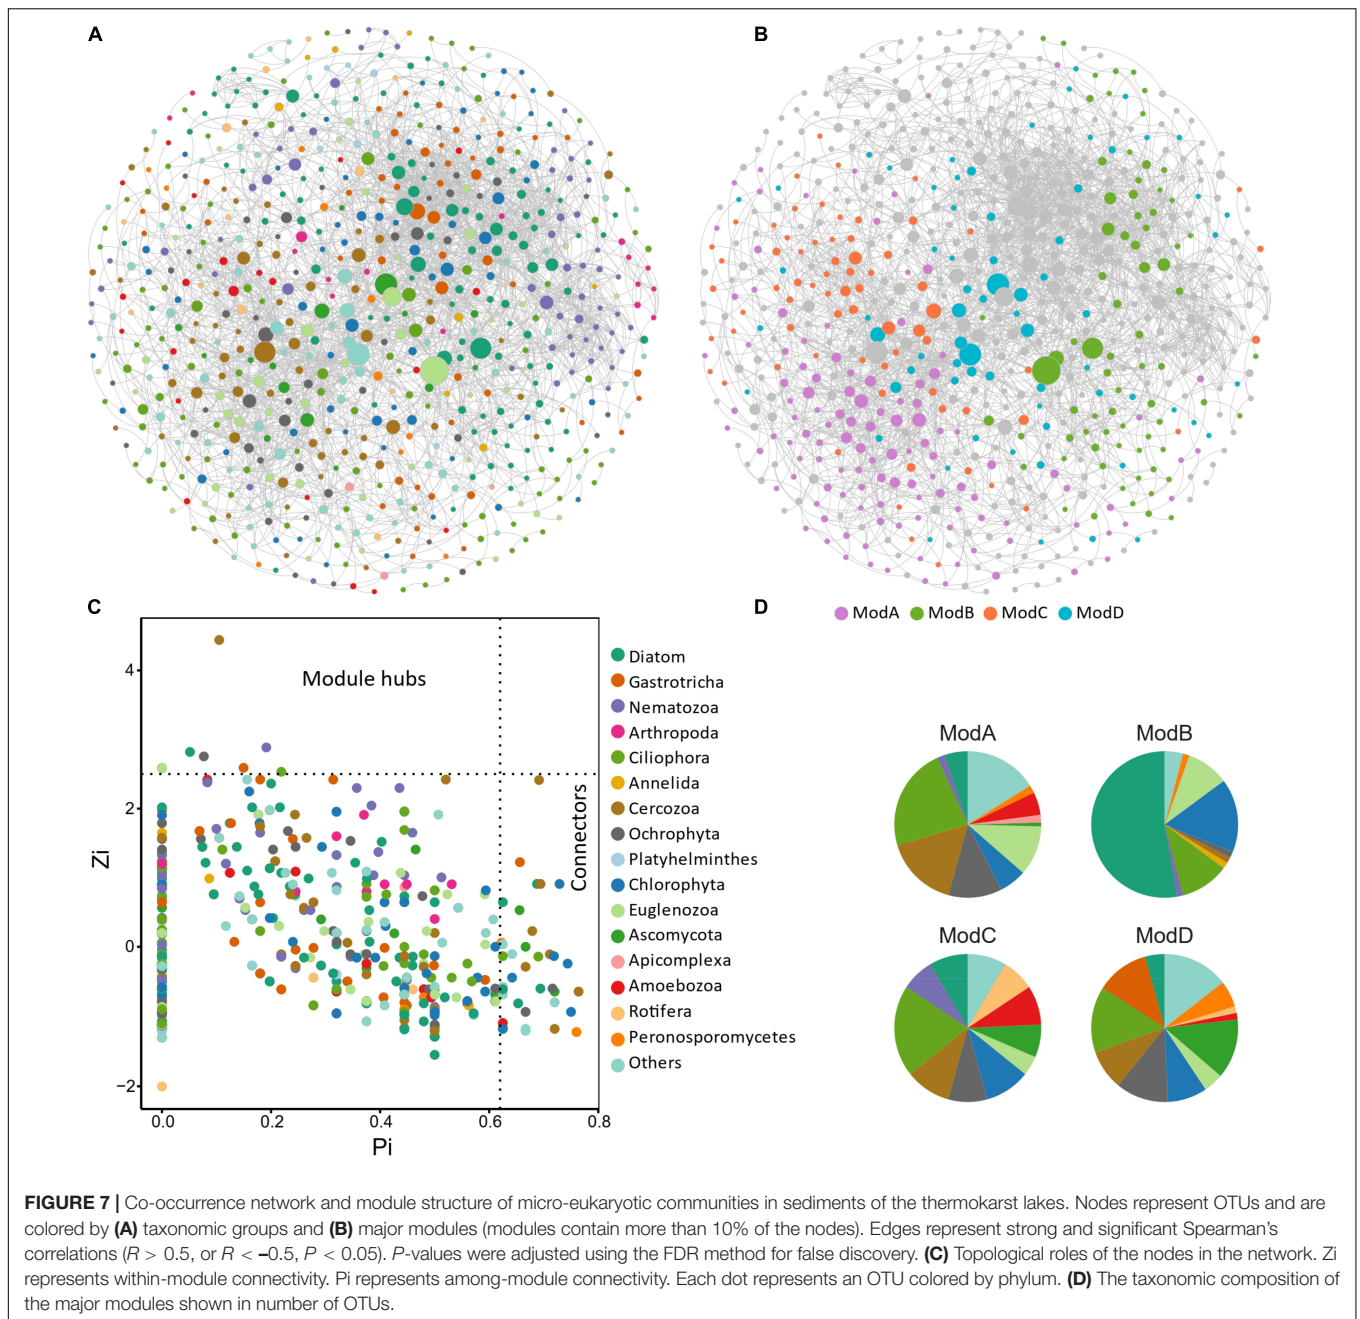 A
B
C
D
ModA ModB ModC ModD
4
2
0
−2
Zi
0.0 0.2 0.4 0.6 0.8
Pi
Module hubs
Connectors
Diatom
Gastrotricha
Nematozoa
Arthropoda
Ciliophora
Annelida
Cercozoa
Ochrophyta
Platyhelminthes
Chlorophyta
Euglenozoa
Ascomycota
Apicomplexa
Amoebozoa
Rotifera
Peronosporomycetes
Others
ModA
ModB
ModC
ModD
FIGURE 7 | Co-occurrence network and module structure of micro-eukaryotic communities in sediments of the thermokarst lakes. Nodes represent OTUs and are
colored by (A) taxonomic groups and (B) major modules (modules contain more than 10% of the nodes). Edges represent strong and significant Spearman's
correlations (R > 0.5, or R < −0.5, P < 0.05). P-values were adjusted using the FDR method for false discovery. (C) Topological roles of the nodes in the network. Zi
represents within-module connectivity. Pi represents among-module connectivity. Each dot represents an OTU colored by phylum. (D) The taxonomic composition of
the major modules shown in number of OTUs.